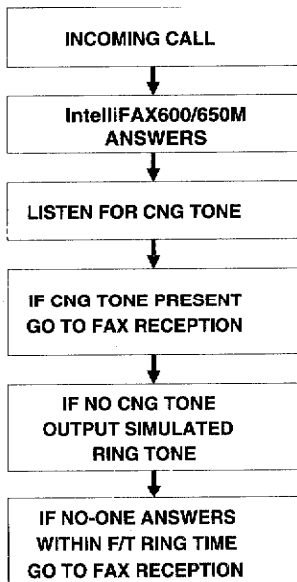 INCOMING CALL
IntelliFAX600/650M
ANSWERS
LISTEN FOR CNG TONE
IF CNG TONE PRESENT
GO TO FAX RECEPTION
IF NO CNG TONE
OUTPUT SIMULATED
RING TONE
IF NO-ONE ANSWERS
WITHIN F/T RING TIME
GO TO FAX RECEPTION